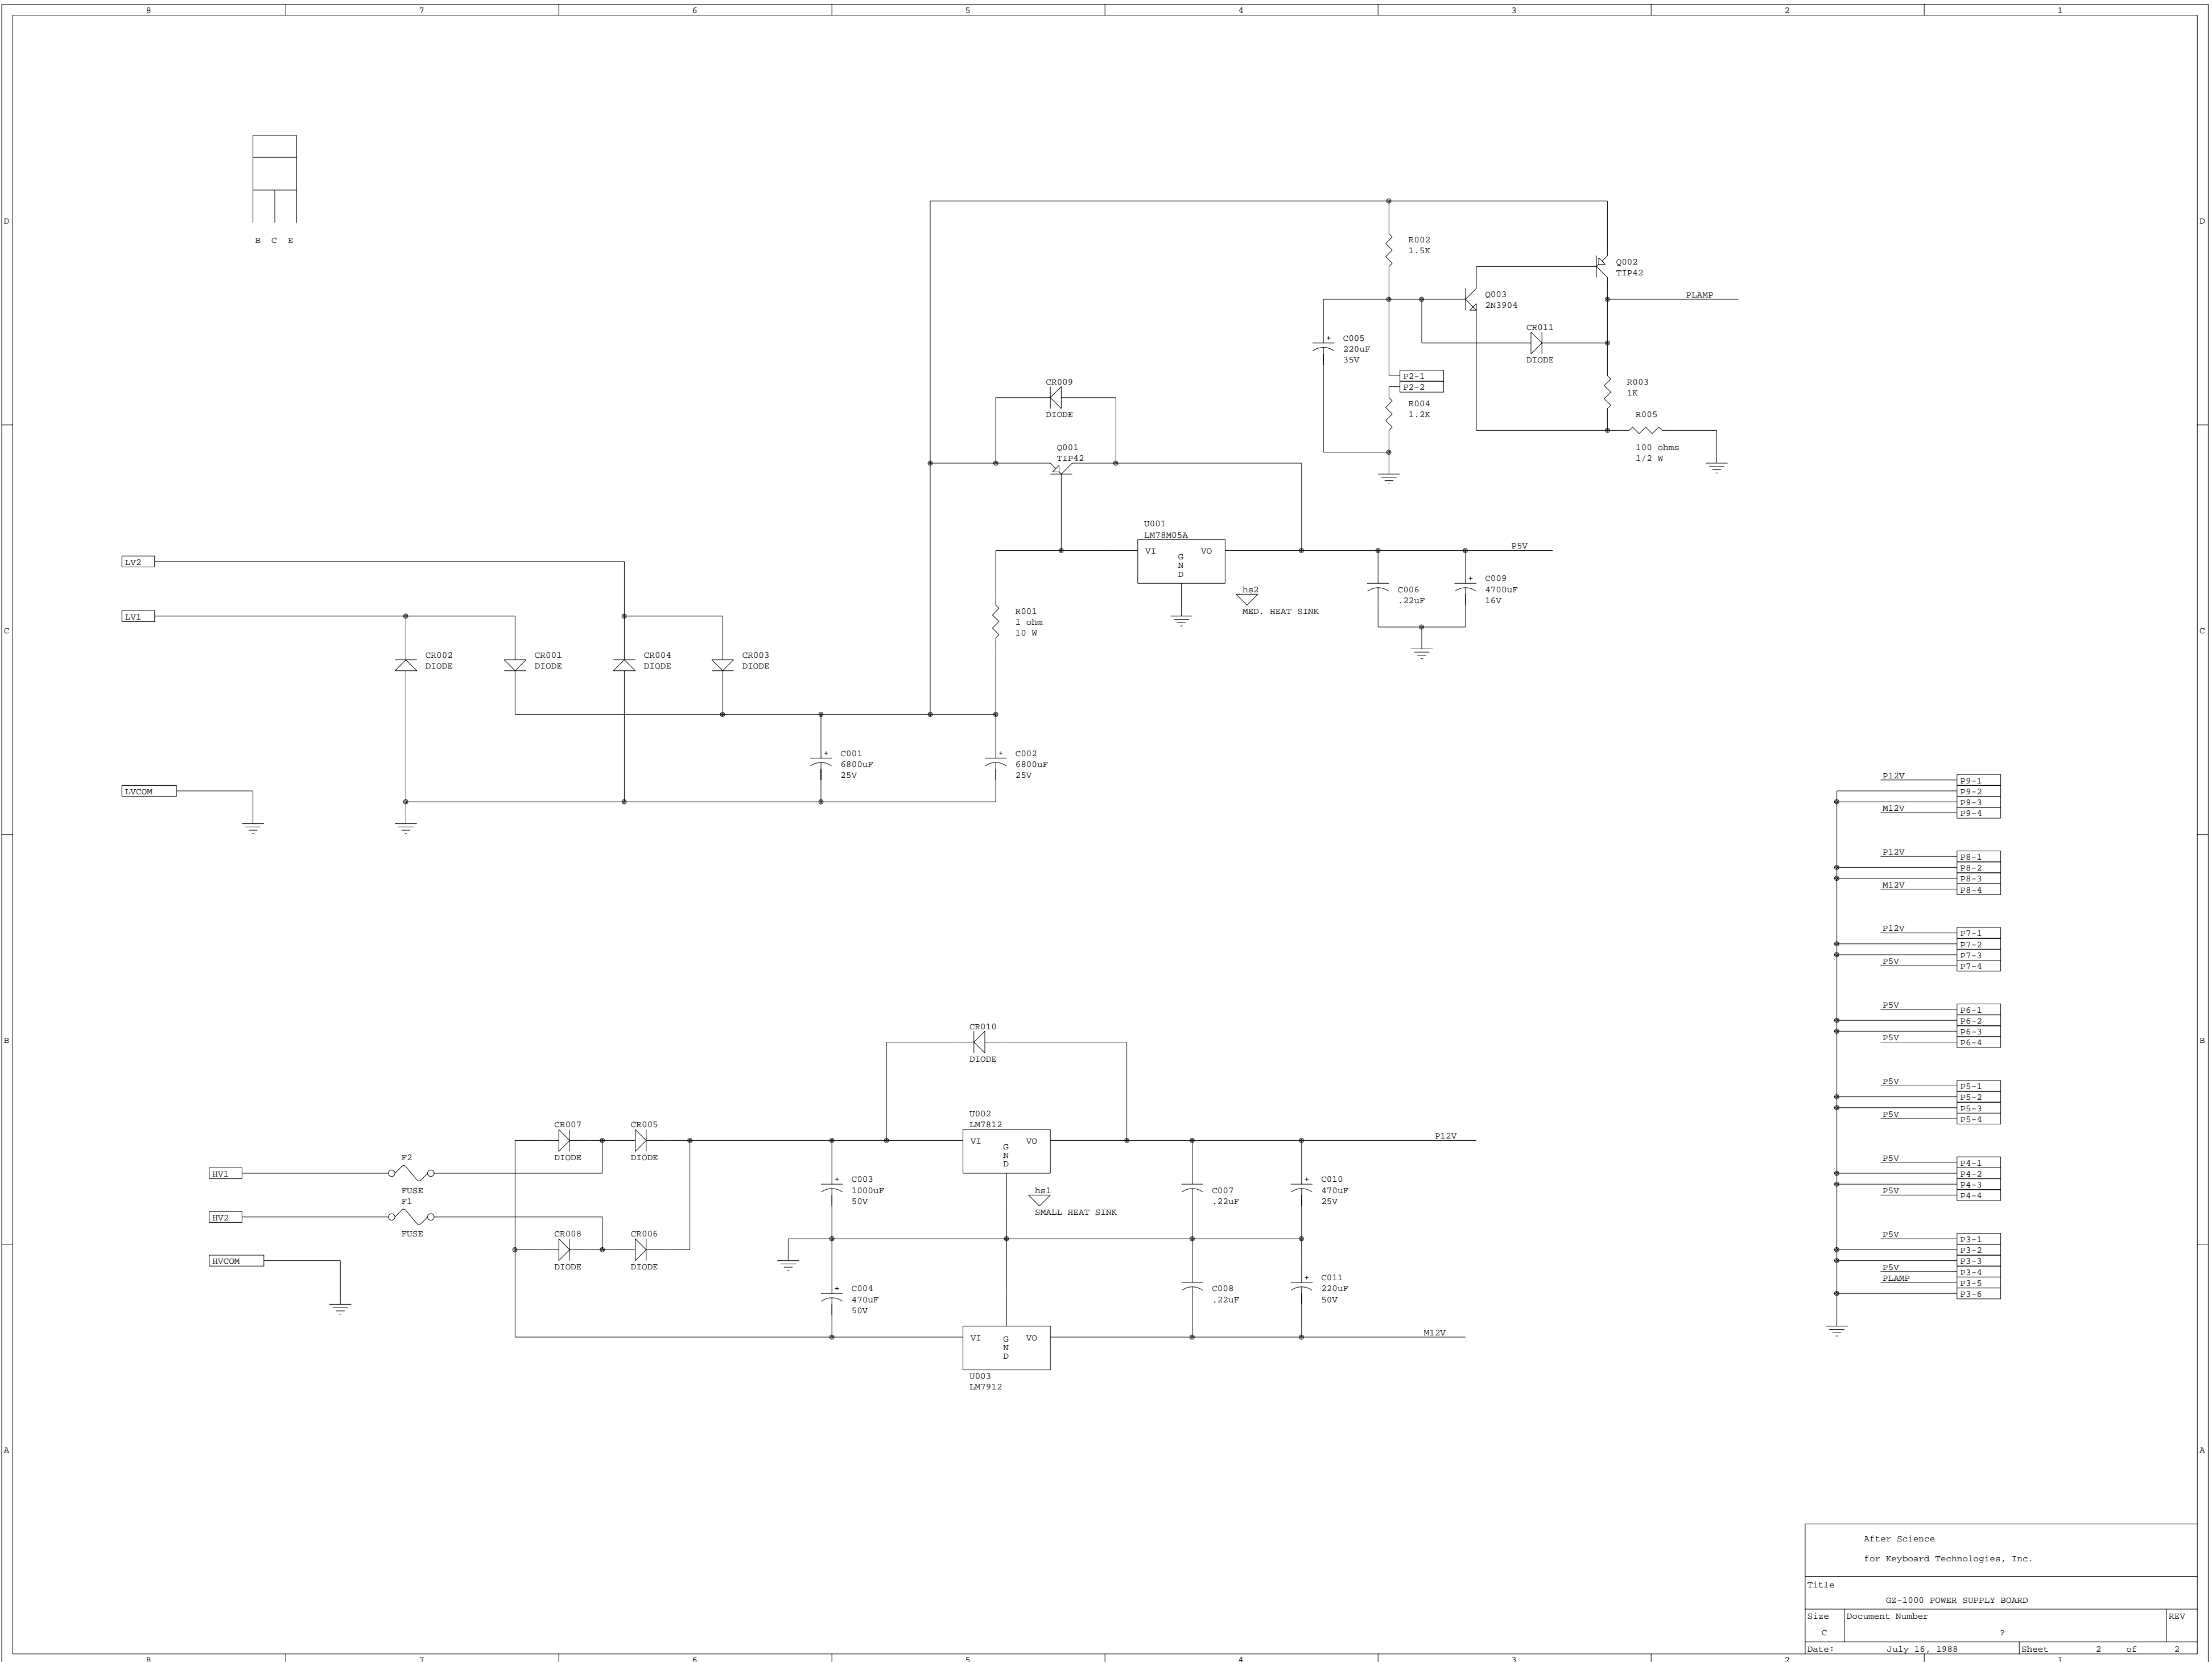 8 7 6 5 4 3 2 1
D D
B C E
R002
1.5K
Q002
TIP42
Q003
2N3904
PLAMP
CR011
DIODE
C005
220uF
35V
P2-1
P2-2
R003
1K
R004
1.2K
R005
100 ohms
1/2 W
CR009
DIODE
Q001
TIP42
U001
LM78M05A
VI
GND
VO
P5V
hs2
MED. HEAT SINK
C006
.22uF
C009
4700uF
16V
LV2
LV1
C C
R001
1 ohm
10 W
CR002
DIODE
CR001
DIODE
CR004
DIODE
CR003
DIODE
C001
6800uF
25V
C002
6800uF
25V
LVCOM
P12V P9-1
P9-2
P9-3
M12V P9-4
P12V P8-1
P8-2
P8-3
M12V P8-4
P12V P7-1
P7-2
P7-3
P5V P7-4
P5V P6-1
P6-2
P6-3
P5V P6-4
P5V P5-1
P5-2
P5-3
P5V P5-4
P5V P4-1
P4-2
P4-3
P5V P4-4
P5V P3-1
P3-2
P3-3
P5V P3-4
PLAMP P3-5
P3-6
B B
CR010
DIODE
U002
LM7812
VI
GND
VO
P12V
CR007
DIODE
CR005
DIODE
HV1
F2
FUSE
HV2
F1
FUSE
HVCOM
CR008
DIODE
CR006
DIODE
C003
1000uF
50V
hs1
SMALL HEAT SINK
C007
.22uF
C010
470uF
25V
C004
470uF
50V
C008
.22uF
C011
220uF
50V
VI
GND
VO
M12V
U003
LM7912
A A
After Science
for Keyboard Technologies, Inc.
Title
GZ-1000 POWER SUPPLY BOARD
Size Document Number REV
C ?
Date: July 16, 1988 Sheet 2 of 2
8 7 6 5 4 3 2 1